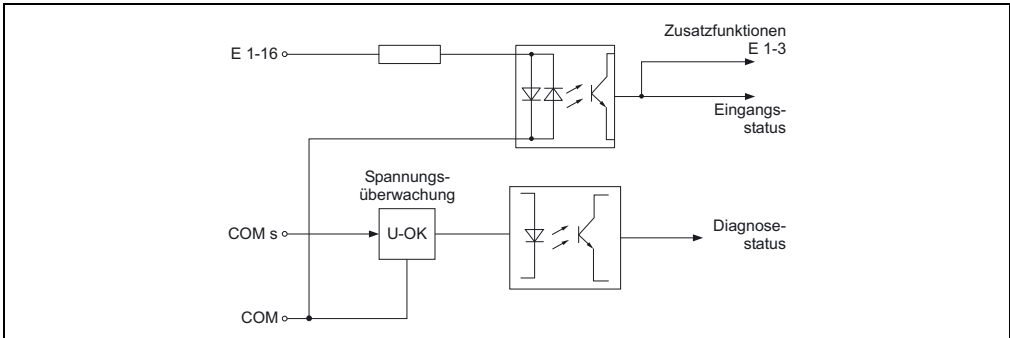 Zusatzfunktionen
E 1-3
E 1-16
Eingangs-
status
Spannungs-
überwachung
COM s
U-OK
Diagnose-
status
COM